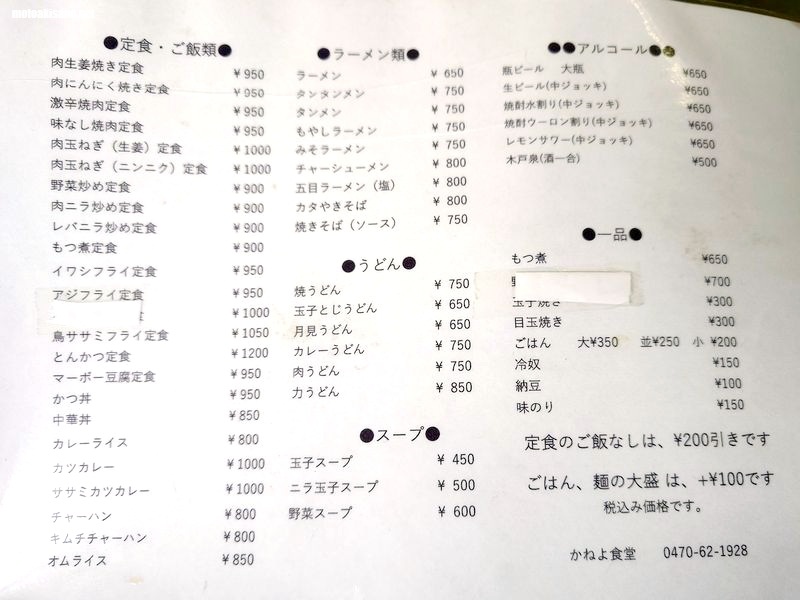 ●定食・ご飯類●
肉生姜焼き定食 ¥950
肉にんにく焼き定食 ¥950
激辛焼肉定食 ¥950
味なし焼肉定食 ¥950
肉玉ねぎ（生姜）定食 ¥1000
肉玉ねぎ（ニンニク）定食 ¥1000
野菜炒め定食 ¥900
肉ニラ炒め定食 ¥900
レバニラ炒め定食 ¥900
もつ煮定食 ¥900
イワシフライ定食 ¥950
アジフライ定食 ¥950
¥1000
鳥ササミフライ定食 ¥1050
とんかつ定食 ¥1200
マーボー豆腐定食 ¥950
かつ丼 ¥950
中華丼 ¥850
カレーライス ¥800
カツカレー ¥1000
ササミカツカレー ¥1000
チャーハン ¥800
キムチチャーハン ¥800
オムライス ¥850
●ラーメン類●
ラーメン ¥ 650
タンタンメン ¥ 750
タンメン ¥ 750
もやしラーメン ¥ 750
みそラーメン ¥ 750
チャーシューメン ¥ 800
五目ラーメン（塩） ¥ 800
カタやきそば ¥ 800
焼きそば（ソース） ¥ 750
●うどん●
焼うどん ¥ 750
玉子とじうどん ¥ 650
月見うどん ¥ 650
カレーうどん ¥ 750
肉うどん ¥ 750
力うどん ¥ 850
●スープ●
玉子スープ ¥ 450
ニラ玉子スープ ¥ 500
野菜スープ ¥ 600
●●アルコール●●
瓶ビール 大瓶 ¥650
生ビール(中ジョッキ) ¥650
焼酎水割り(中ジョッキ) ¥650
焼酎ウーロン割り(中ジョッキ) ¥650
レモンサワー(中ジョッキ) ¥650
木戸泉(酒一合) ¥500
●一品●
もつ煮 ¥650
¥700
玉子焼き ¥300
目玉焼き ¥300
ごはん 大¥350 並¥250 小 ¥200
冷奴 ¥150
納豆 ¥100
味のり ¥150
定食のご飯なしは、¥200引きです
ごはん、麺の大盛 は、+¥100です
税込み価格です。
かねよ食堂 0470-62-1928